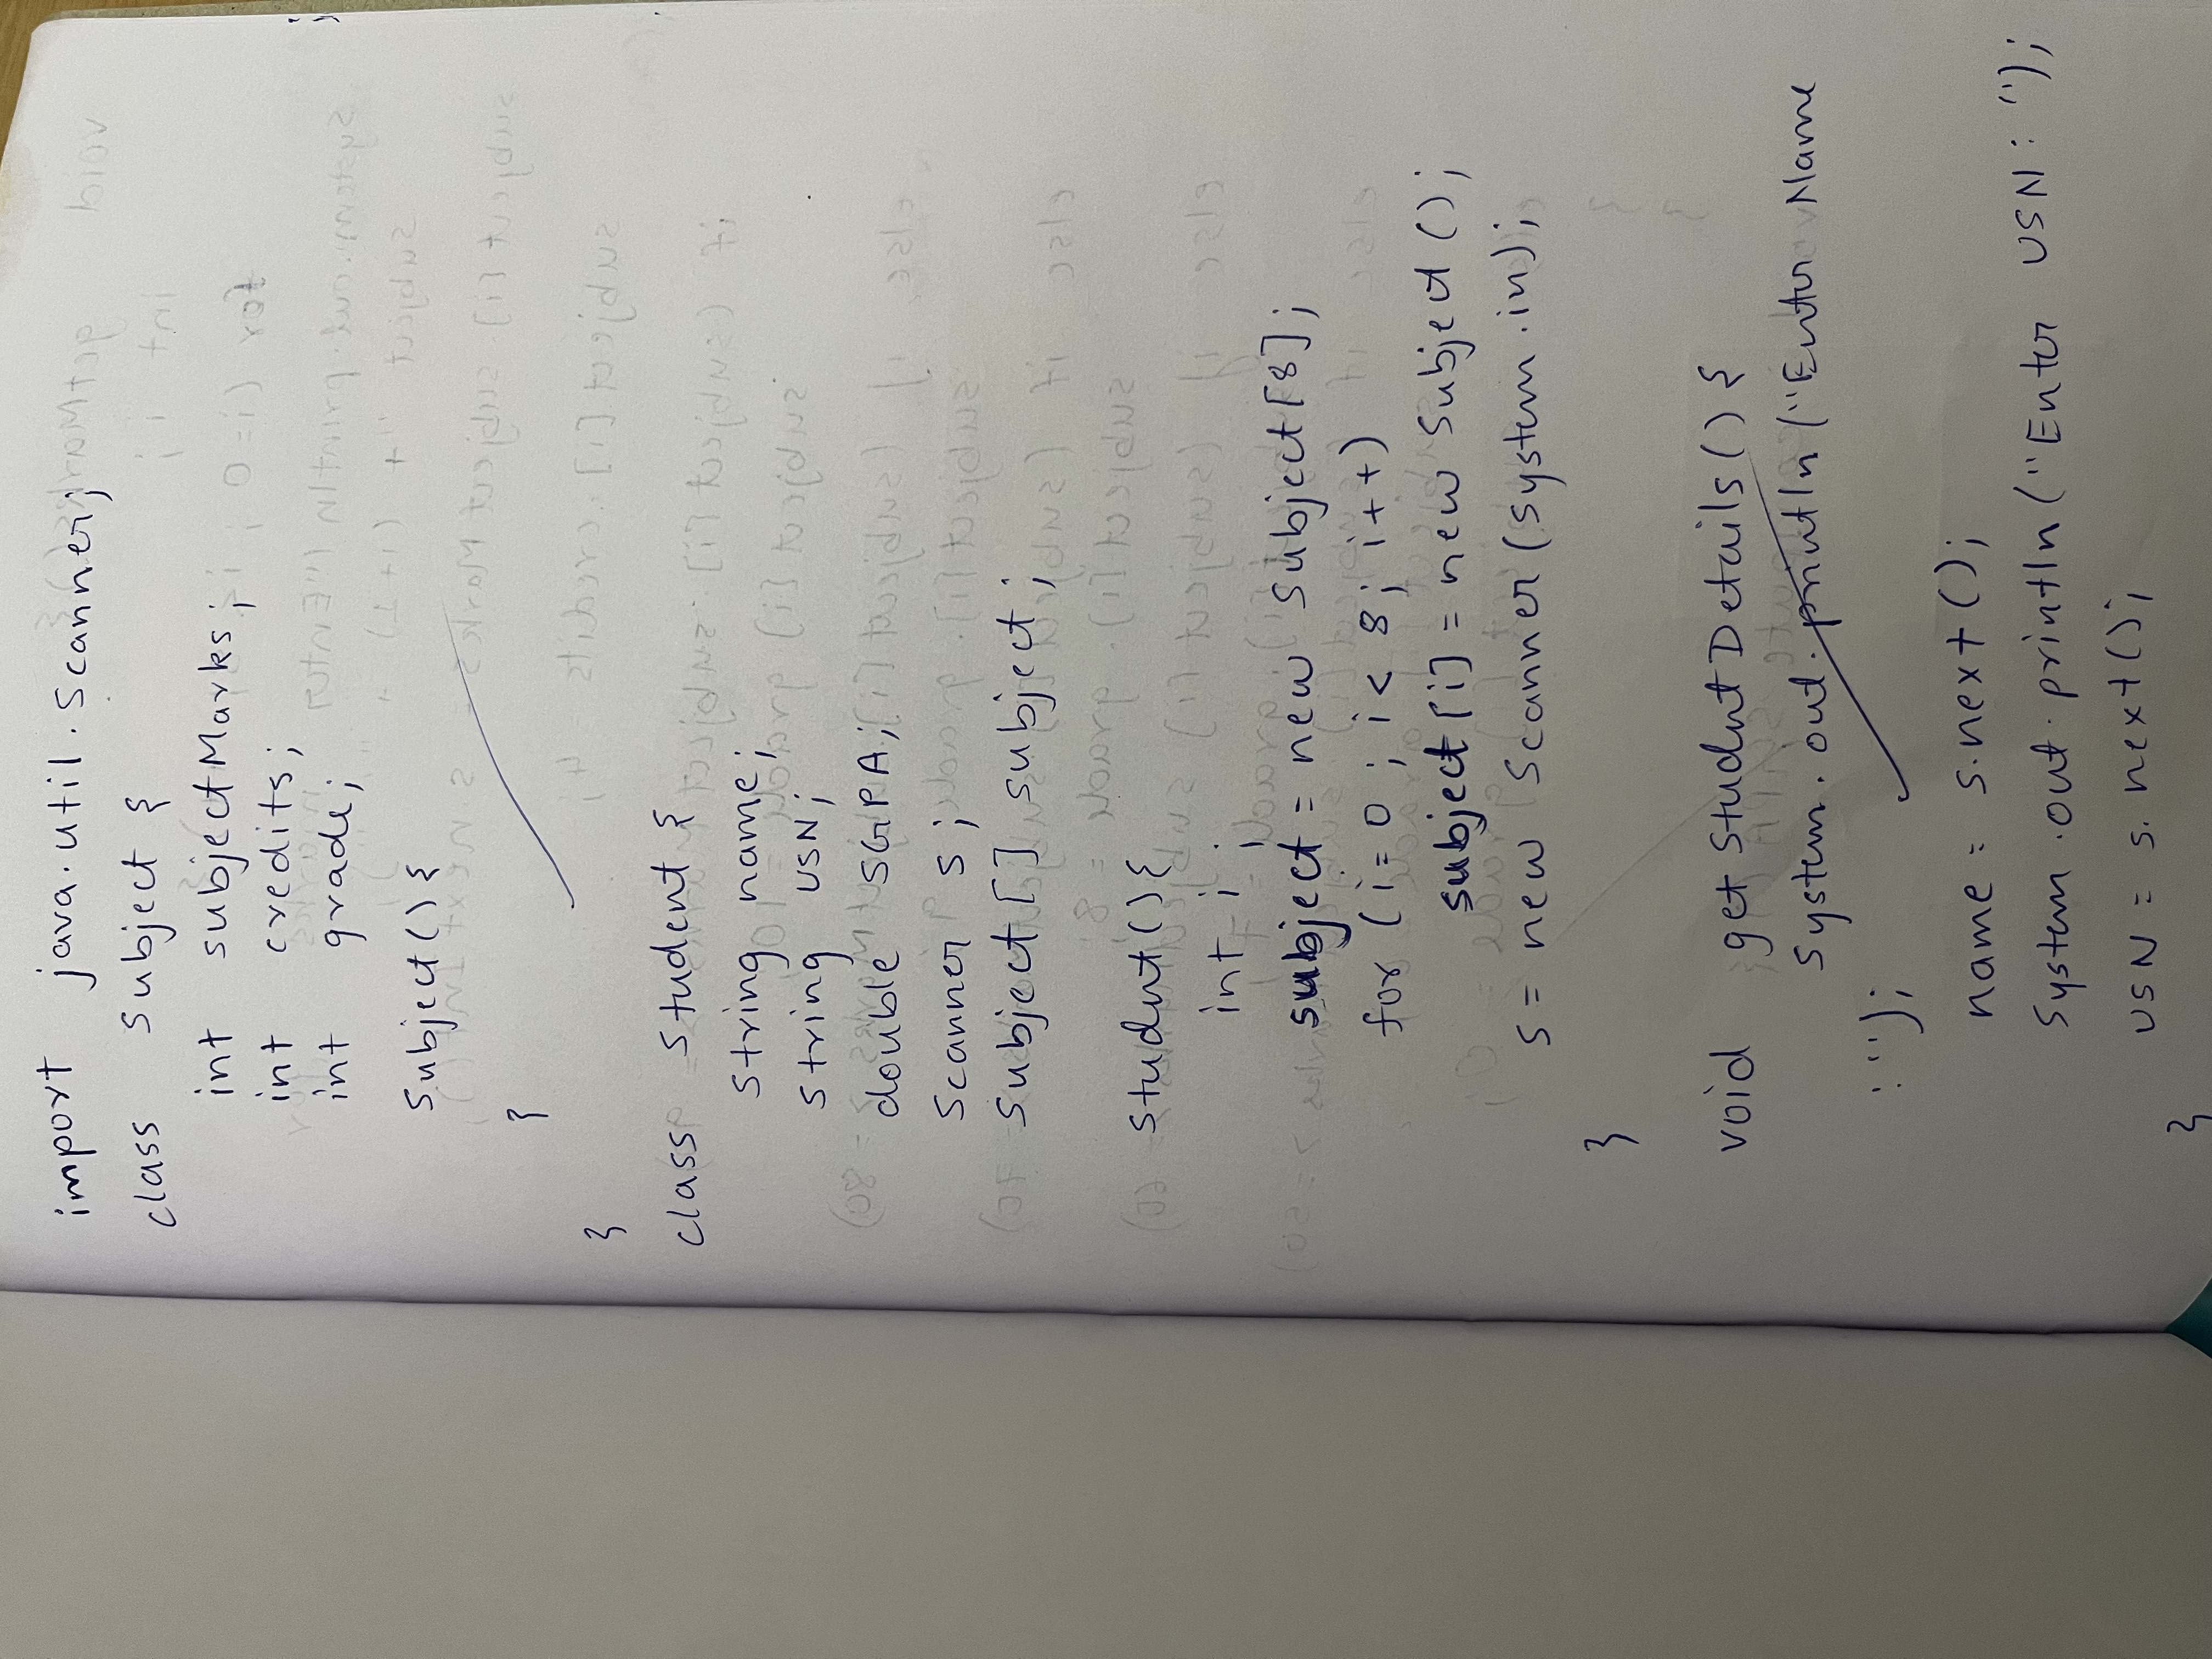 import java.util.Scanner;
class Subject {
int subjectMarks;
int credits;
int grade;
Subject(){
}
}
class Student {
String name;
String USN;
double SGPA;
Scanner s;
Subject[] subject;
Student(){
int i;
subject = new Subject[8];
for (i=0 ; i< 8; i++)
subject[i] = new Subject();
s= new Scanner(System.in);
}
void getStudentDetails(){
System.out.println("Enter Name
:");
name = s.next();
System.out.println("Enter USN: ");
USN = s.next();
}